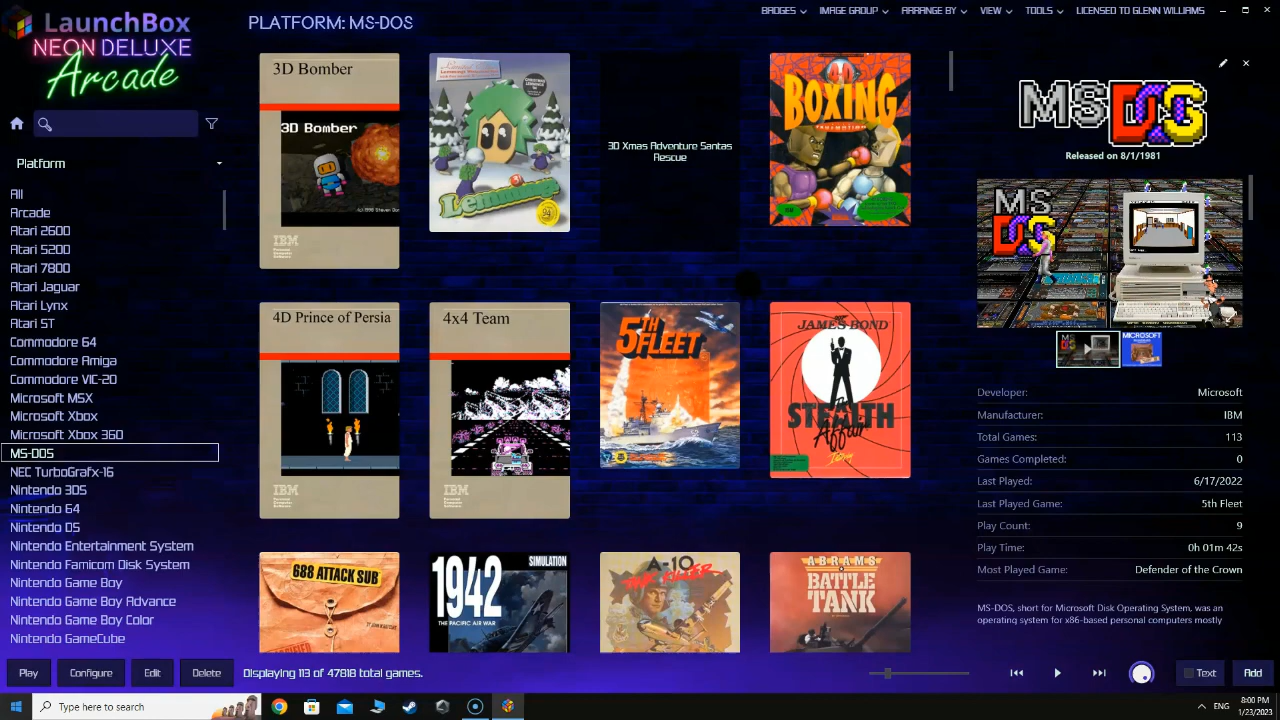 LaunchBox
NEON DELUXE
Arcade
PLATFORM: MS-DOS
BADGES
IMAGE GROUP
ARRANGE BY
VIEW
TOOLS
LICENSED TO GLENN WILLIAMS
Platform
All
Arcade
Atari 2600
Atari 5200
Atari 7800
Atari Jaguar
Atari Lynx
Atari ST
Commodore 64
Commodore Amiga
Commodore VIC-20
Microsoft MSX
Microsoft Xbox
Microsoft Xbox 360
MS-DOS
NEC TurboGrafx-16
Nintendo 3DS
Nintendo 64
Nintendo DS
Nintendo Entertainment System
Nintendo Famicom Disk System
Nintendo Game Boy
Nintendo Game Boy Advance
Nintendo Game Boy Color
Nintendo GameCube
3D Bomber
3D Bomber
IBM
Lemmings
3D Xmas Adventure Santas
Rescue
4D
BOXING
4D Prince of Persia
IBM
4x4 Team
IBM
5TH
FLEET
JAMES BOND
The
STEALTH
Affair
688 ATTACK SUB
1942
SIMULATION
THE PACIFIC AIR WAR
A-10
TANK KILLER
ABRAMS
BATTLE
TANK
MS DOS
Released on 8/1/1981
MS
DOS
MICROSOFT
Developer: Microsoft
Manufacturer: IBM
Total Games: 113
Games Completed: 0
Last Played: 6/17/2022
Last Played Game: 5th Fleet
Play Count: 9
Play Time: 0h 01m 42s
Most Played Game: Defender of the Crown
MS-DOS, short for Microsoft Disk Operating System, was an
operating system for x86-based personal computers mostly
Play
Configure
Edit
Delete
Displaying 113 of 47818 total games.
Text
Add
Type here to search
ENG
8:00 PM
1/23/2023